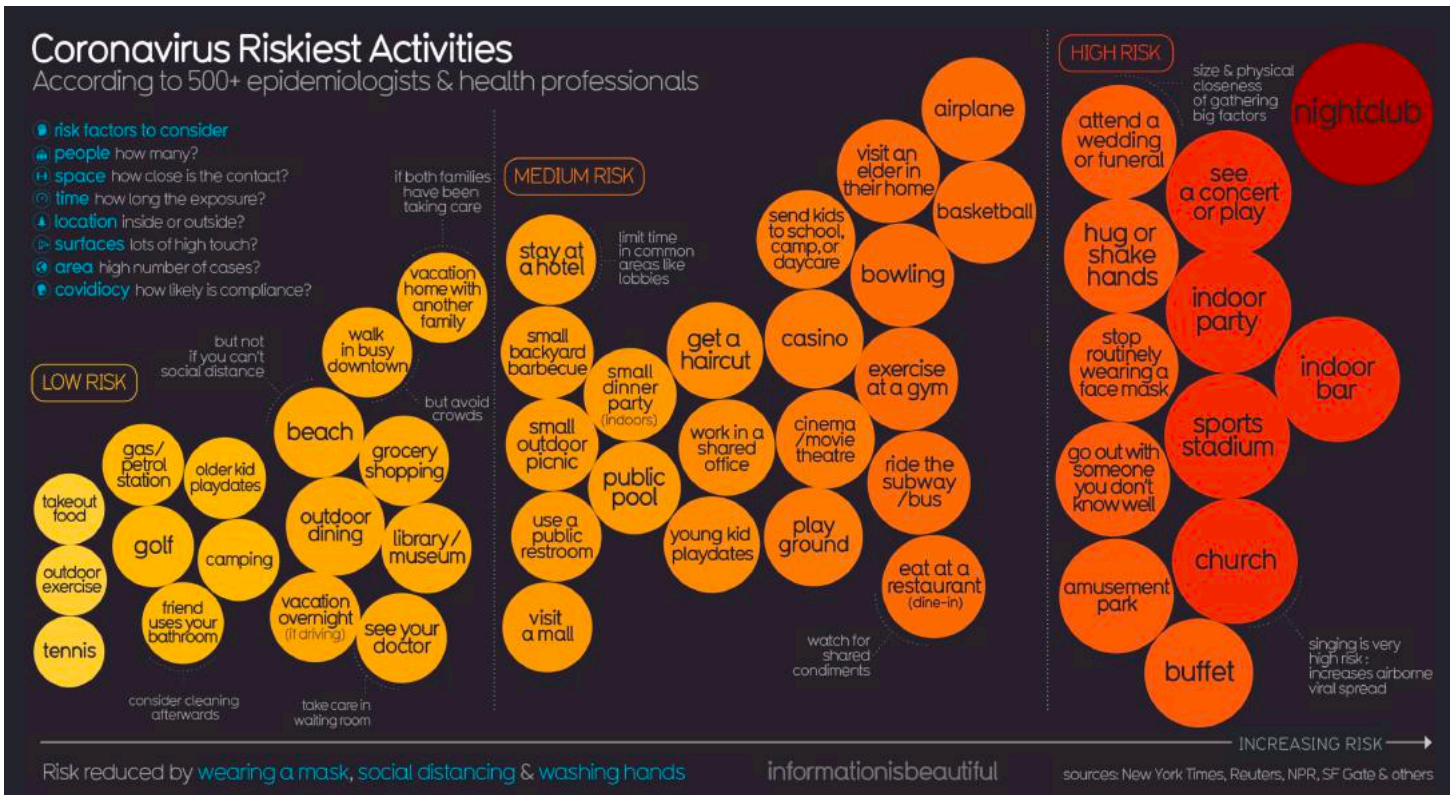 Coronavirus Riskiest Activities
According to 500+ epidemiologists & health professionals
risk factors to consider
people how many?
space how close is the contact?
time how long the exposure?
location inside or outside?
surfaces lots of high touch?
area high number of cases?
covidiocy how likely is compliance?
LOW RISK
takeout
food
outdoor
exercise
tennis
gas/
petrol
station
golf
friend
uses your
bathroom
consider cleaning
afterwards
older kid
playdates
camping
but not
if you can't
social distance
beach
outdoor
dining
vacation
overnight
(if driving)
walk
in busy
downtown
but avoid
crowds
grocery
shopping
library/
museum
see your
doctor
take care in
waiting room
if both families
have been
taking care
vacation
home with
another
family
MEDIUM RISK
stay at
a hotel
limit time
in common
areas like
lobbies
small
backyard
barbecue
small
outdoor
picnic
use a
public
restroom
visit
a mall
small
dinner
party
(indoors)
public
pool
get a
haircut
work in a
shared
office
young kid
playdates
send kids
to school,
camp, or
daycare
casino
cinema
/movie
theatre
play
ground
visit an
elder in
their home
bowling
exercise
at a gym
ride the
subway
/bus
eat at a
restaurant
(dine-in)
watch for
shared
condiments
airplane
basketball
HIGH RISK
size & physical
closeness
of gathering
big factors
attend a
wedding
or funeral
hug or
shake
hands
stop
routinely
wearing a
face mask
go out with
someone
you don't
know well
amusement
park
buffet
see
a concert
or play
indoor
party
sports
stadium
church
singing is very
high risk :
increases airborne
viral spread
indoor
bar
nightclub
INCREASING RISK
Risk reduced by wearing a mask, social distancing & washing hands
informationisbeautiful
sources: New York Times, Reuters, NPR, SF Gate & others